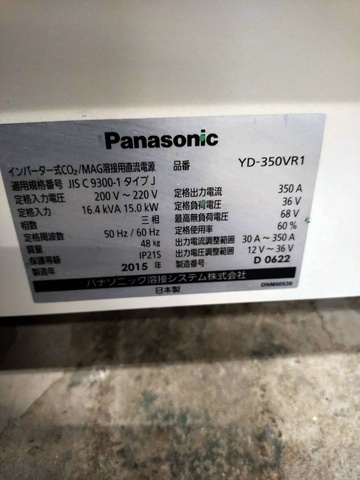 Panasonic
インバーター式CO₂/MAG溶接用直流電源 品番 YD-350VR1
適用規格番号 JIS C 9300-1 タイプJ 定格出力電流 350 A
定格入力電圧 200 V ~ 220 V 定格負荷電圧 36 V
定格入力 16.4 kVA 15.0 kW 最高無負荷電圧 68 V
相数 三相 定格使用率 60 %
定格周波数 50 Hz / 60 Hz 出力電流調整範囲 30 A ~ 350 A
質量 48 kg 出力電圧調整範囲 12 V ~ 36 V
保護等級 IP21S 製造番号 D 0622
製造年 2015 年
パナソニック溶接システム株式会社
日本製 DNM00530